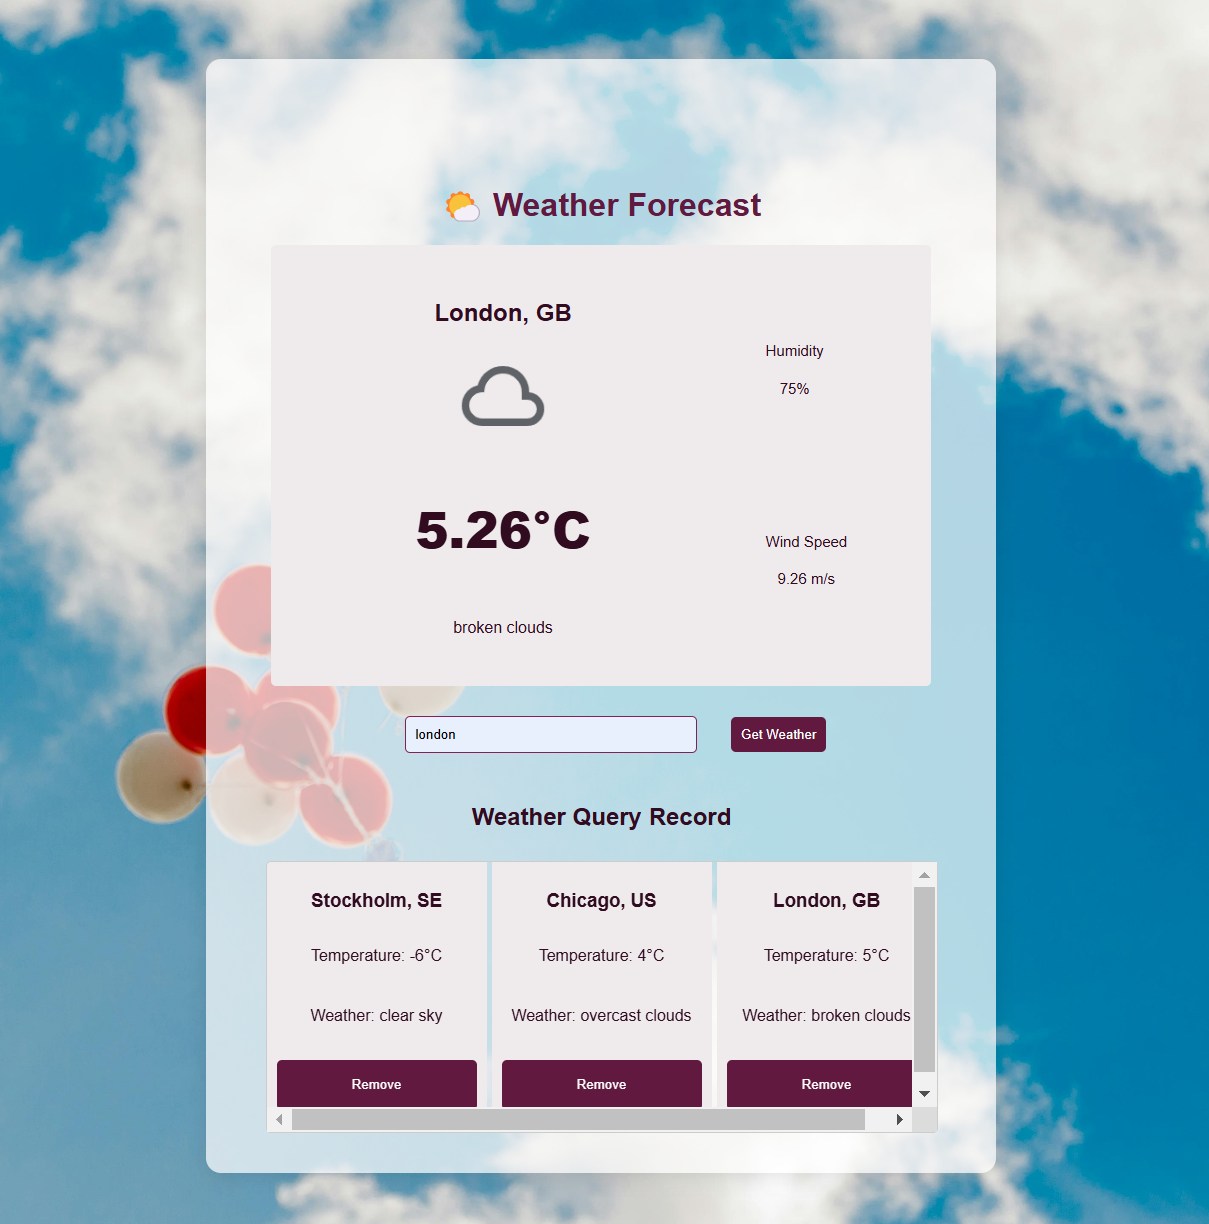 Weather Forecast
London, GB
Humidity
75%
5.26°C
Wind Speed
9.26 m/s
broken clouds
london
Get Weather
Weather Query Record
Stockholm, SE
Temperature: -6°C
Weather: clear sky
Remove
Chicago, US
Temperature: 4°C
Weather: overcast clouds
Remove
London, GB
Temperature: 5°C
Weather: broken clouds
Remove